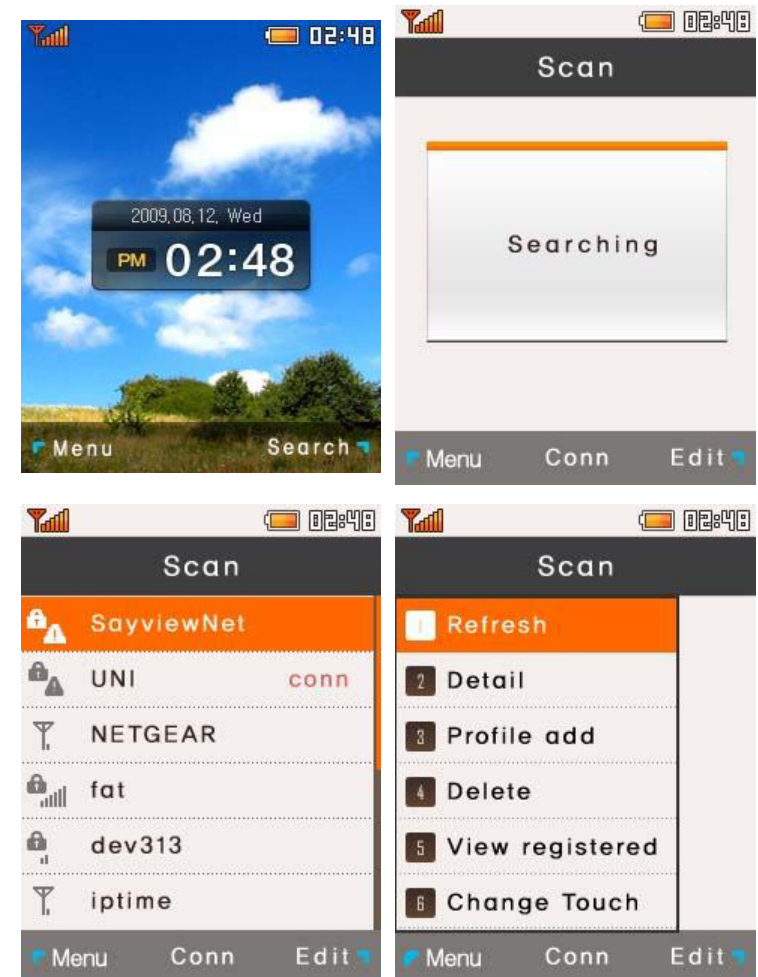 02:48
2009,08,12, Wed
PM 02:48
Menu Search
02:48
Scan
Searching
Menu Conn Edit
02:48
Scan
SayviewNet
UNI conn
NETGEAR
fat
dev313
iptime
Menu Conn Edit
02:48
Scan
1 Refresh
2 Detail
3 Profile add
4 Delete
5 View registered
6 Change Touch
Menu Conn Edit